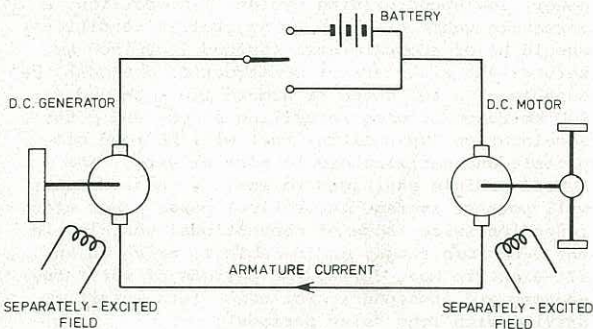 BATTERY
D.C. GENERATOR
D.C. MOTOR
ARMATURE CURRENT
SEPARATELY-EXCITED
FIELD
SEPARATELY-EXCITED
FIELD